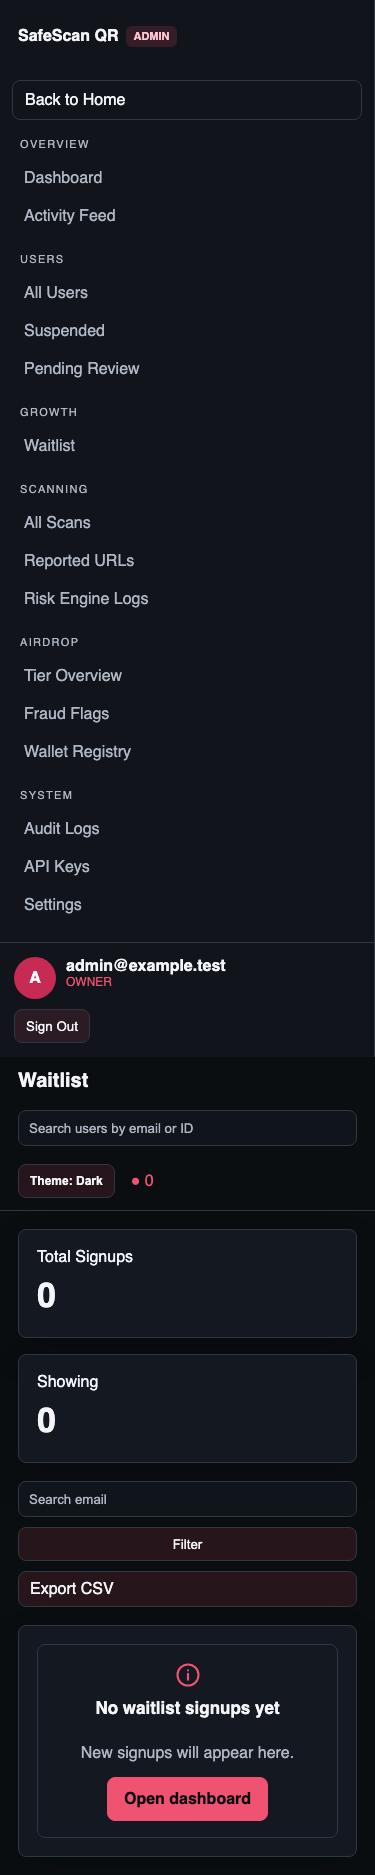 SafeScan QR ADMIN
Back to Home
OVERVIEW
Dashboard
Activity Feed
USERS
All Users
Suspended
Pending Review
GROWTH
Waitlist
SCANNING
All Scans
Reported URLs
Risk Engine Logs
AIRDROP
Tier Overview
Fraud Flags
Wallet Registry
SYSTEM
Audit Logs
API Keys
Settings
A
admin@example.test
OWNER
Sign Out
Waitlist
Search users by email or ID
Theme: Dark 0
Total Signups
0
Showing
0
Search email
Filter
Export CSV
No waitlist signups yet
New signups will appear here.
Open dashboard